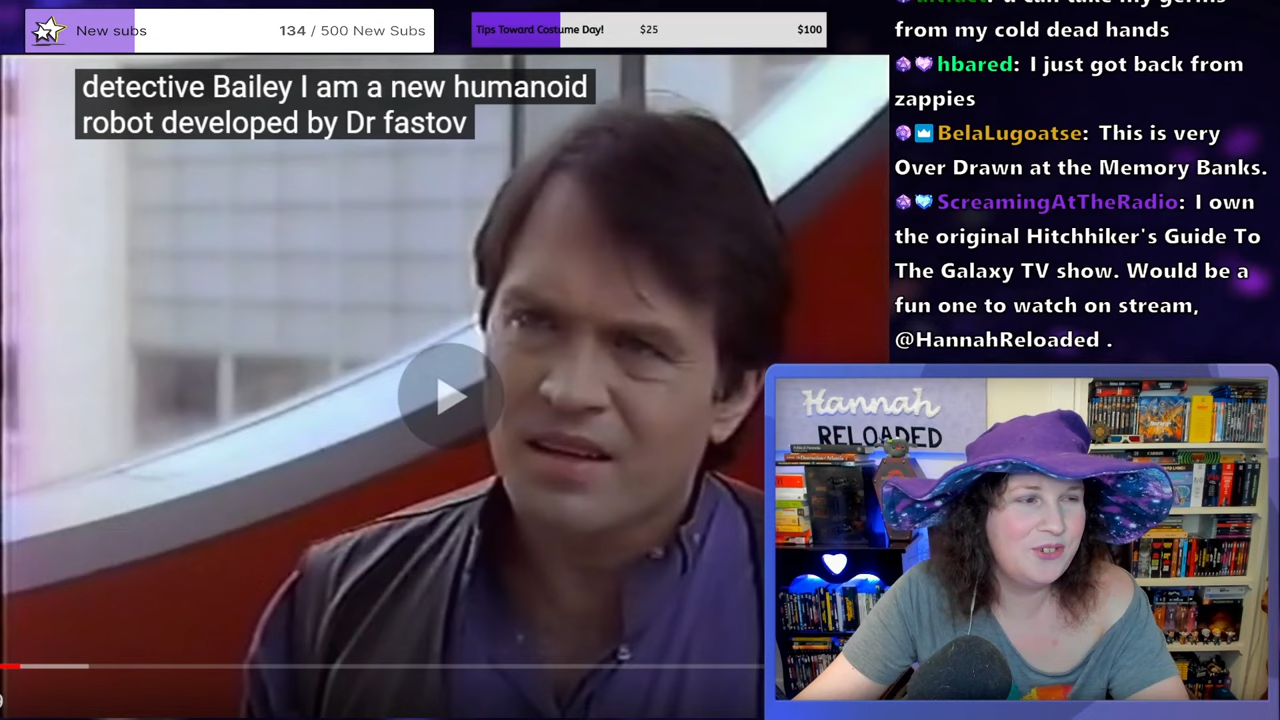 New subs
134 / 500 New Subs
Tips Toward Costume Day!
$25
$100
detective Bailey I am a new humanoid
robot developed by Dr fastov
from my cold dead hands
hbared: I just got back from
zappies
BelaLugoatse: This is very
Over Drawn at the Memory Banks.
ScreamingAtTheRadio: I own
the original Hitchhiker's Guide To
The Galaxy TV show. Would be a
fun one to watch on stream,
@HannahReloaded .
Hannah
RELOADED